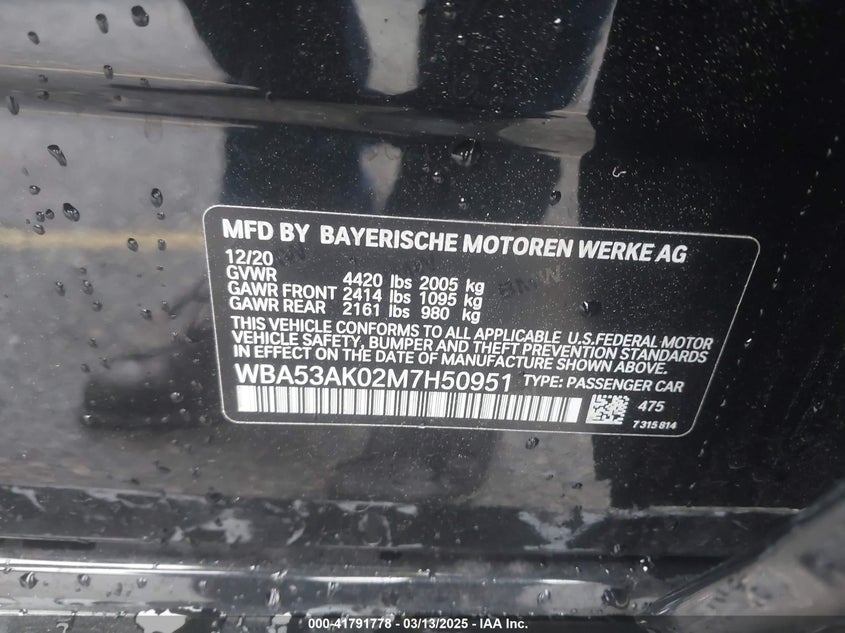 MFD BY BAYERISCHE MOTOREN WERKE AG
12/20
GVWR 4420 lbs 2005 kg
GAWR FRONT 2414 lbs 1095 kg
GAWR REAR 2161 lbs 980 kg
THIS VEHICLE CONFORMS TO ALL APPLICABLE U.S.FEDERAL MOTOR
VEHICLE SAFETY, BUMPER AND THEFT PREVENTION STANDARDS
IN EFFECT ON THE DATE OF MANUFACTURE SHOWN ABOVE.
WBA53AK02M7H50951 TYPE: PASSENGER CAR
475
7315814
000-41791778 - 03/13/2025 - IAA Inc.